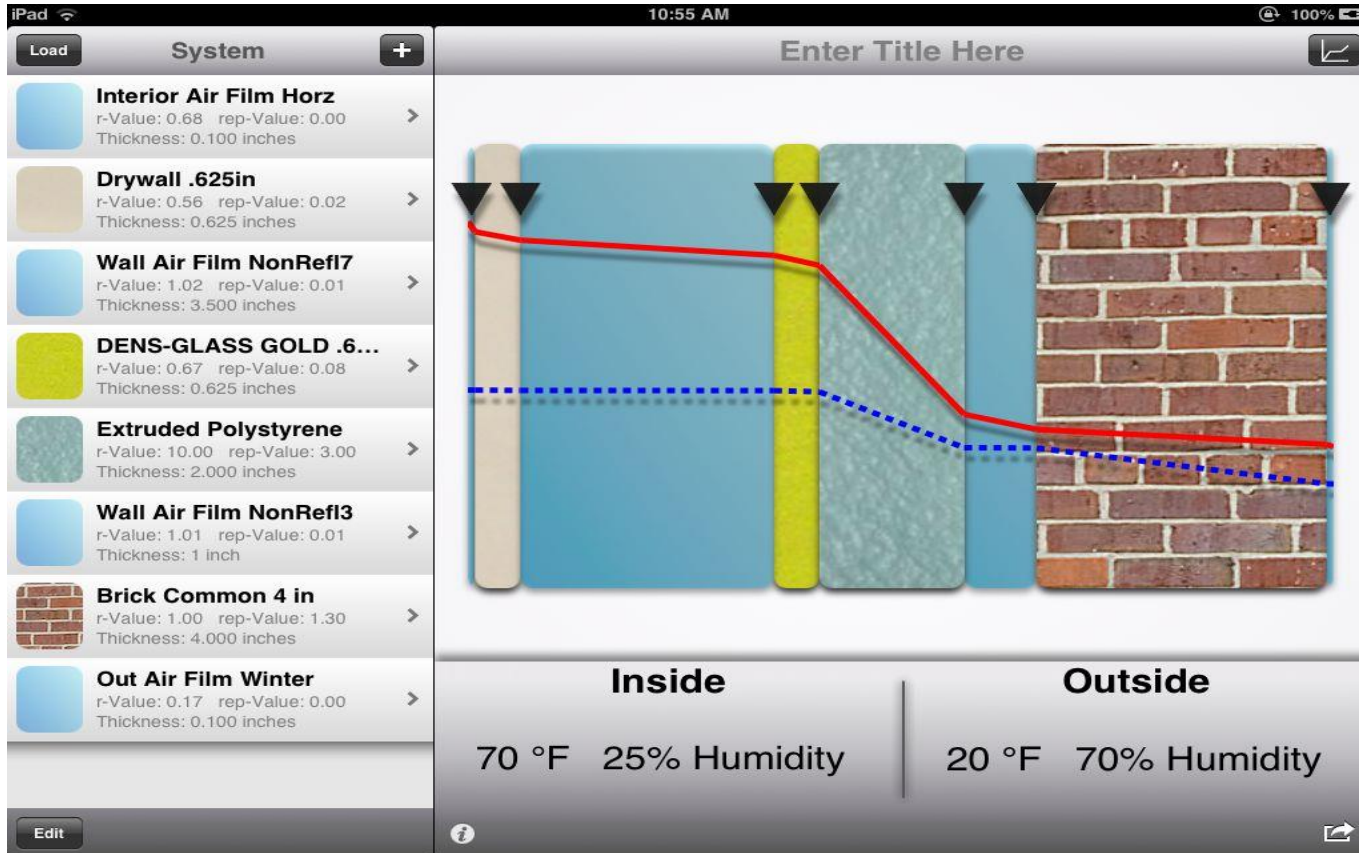 iPad 10:55 AM 100%
Load System + Enter Title Here
Interior Air Film Horz
r-Value: 0.68 rep-Value: 0.00
Thickness: 0.100 inches
Drywall .625in
r-Value: 0.56 rep-Value: 0.02
Thickness: 0.625 inches
Wall Air Film NonRefl7
r-Value: 1.02 rep-Value: 0.01
Thickness: 3.500 inches
DENS-GLASS GOLD .6...
r-Value: 0.67 rep-Value: 0.08
Thickness: 0.625 inches
Extruded Polystyrene
r-Value: 10.00 rep-Value: 3.00
Thickness: 2.000 inches
Wall Air Film NonRefl3
r-Value: 1.01 rep-Value: 0.01
Thickness: 1 inch
Brick Common 4 in
r-Value: 1.00 rep-Value: 1.30
Thickness: 4.000 inches
Out Air Film Winter
r-Value: 0.17 rep-Value: 0.00
Thickness: 0.100 inches
Edit
Inside
70 °F 25% Humidity
Outside
20 °F 70% Humidity